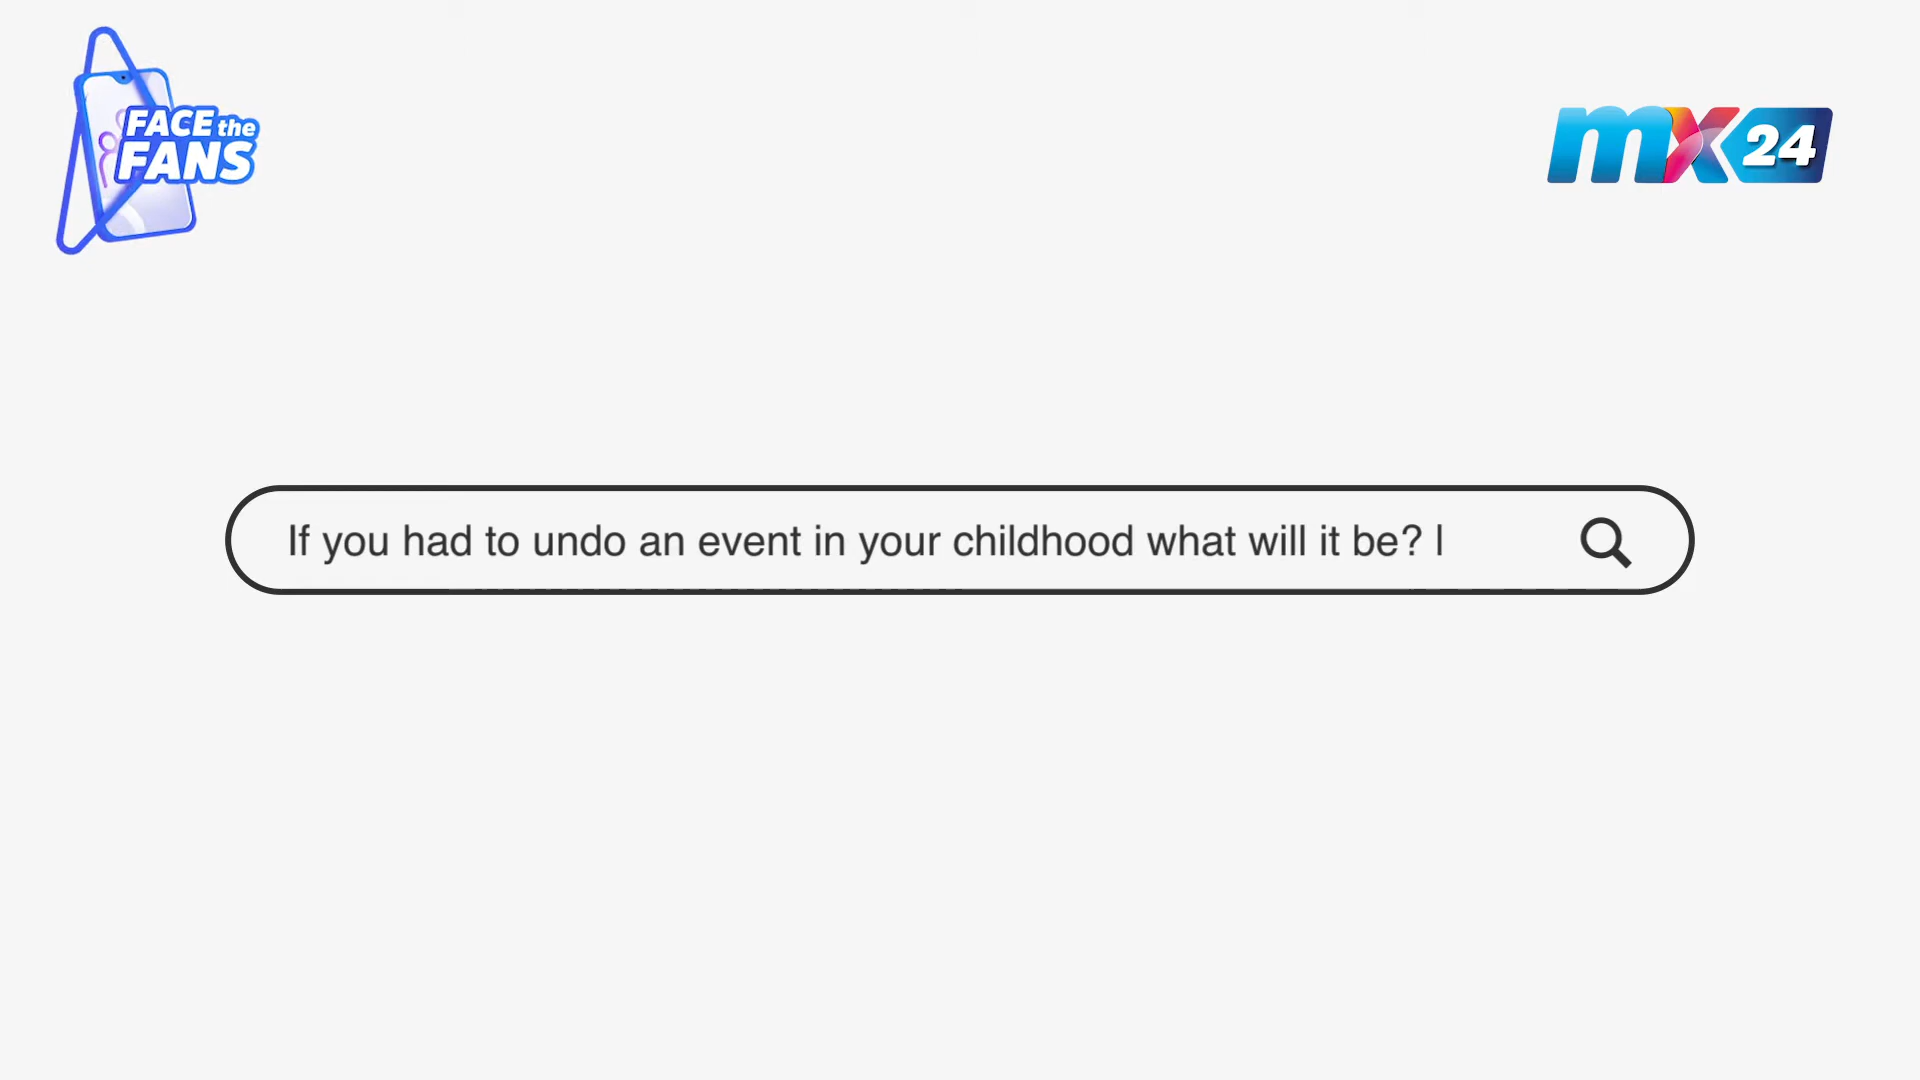 FACE the
FANS
mx24
If you had to undo an event in your childhood what will it be?